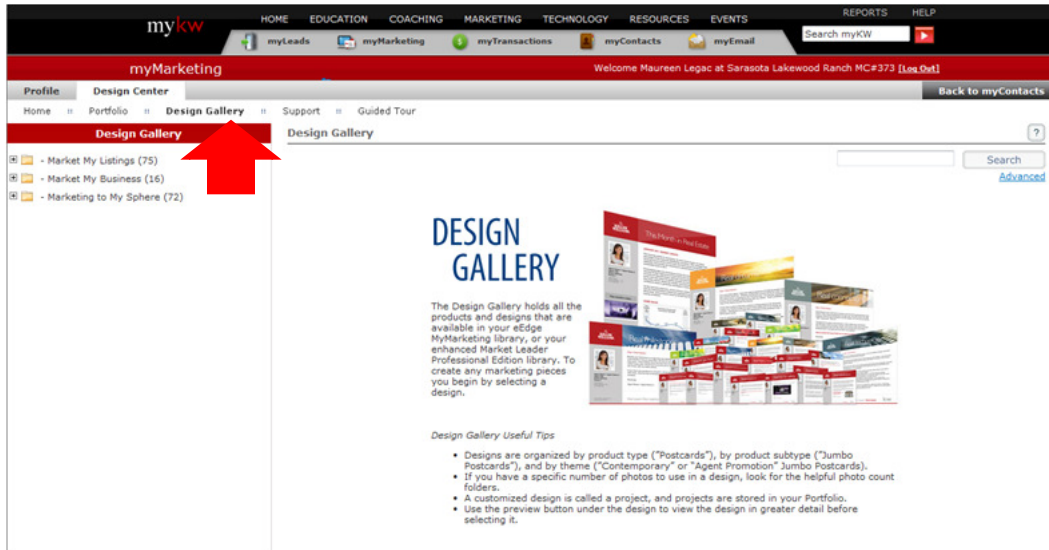 REPORTS HELP
mykw
HOME EDUCATION COACHING MARKETING TECHNOLOGY RESOURCES EVENTS
Search myKW
myLeads myMarketing myTransactions myContacts myEmail
myMarketing
Welcome Maureen Legac at Sarasota Lakewood Ranch MC#373 [Log Out]
Profile Design Center Back to myContacts
Home Portfolio Design Gallery Support Guided Tour
Design Gallery
- Market My Listings (75)
- Market My Business (16)
- Marketing to My Sphere (72)
Design Gallery
?
Search
Advanced
DESIGN
GALLERY
The Month in Real Estate
The Design Gallery holds all the
products and designs that are
available in your eEdge
MyMarketing library, or your
enhanced Market Leader
Professional Edition library. To
create any marketing pieces
you begin by selecting a
design.
Design Gallery Useful Tips
• Designs are organized by product type ("Postcards"), by product subtype ("Jumbo
Postcards"), and by theme ("Contemporary" or "Agent Promotion" Jumbo Postcards).
• If you have a specific number of photos to use in a design, look for the helpful photo count
folders.
• A customized design is called a project, and projects are stored in your Portfolio.
• Use the preview button under the design to view the design in greater detail before
selecting it.